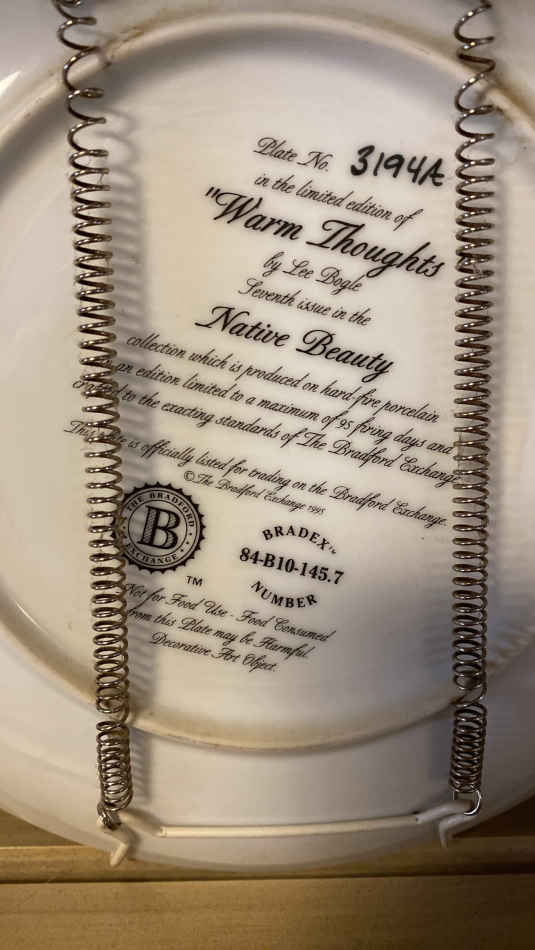 Plate No. 3194A
in the limited edition of
"Warm Thoughts
by Lee Bogle
Seventh issue in the
Native Beauty
collection which is produced on hard-fire porcelain
an edition limited to a maximum of 95 firing days and
to the exacting standards of The Bradford Exchange
This is officially listed for trading on the Bradford Exchange.
© The Bradford Exchange 1995
THE BRADFORD
B
EXCHANGE
TM
BRADEX™
84-B10-145.7
NUMBER
Not for Food Use - Food Consumed
from this Plate may be Harmful.
Decorative Art Object.